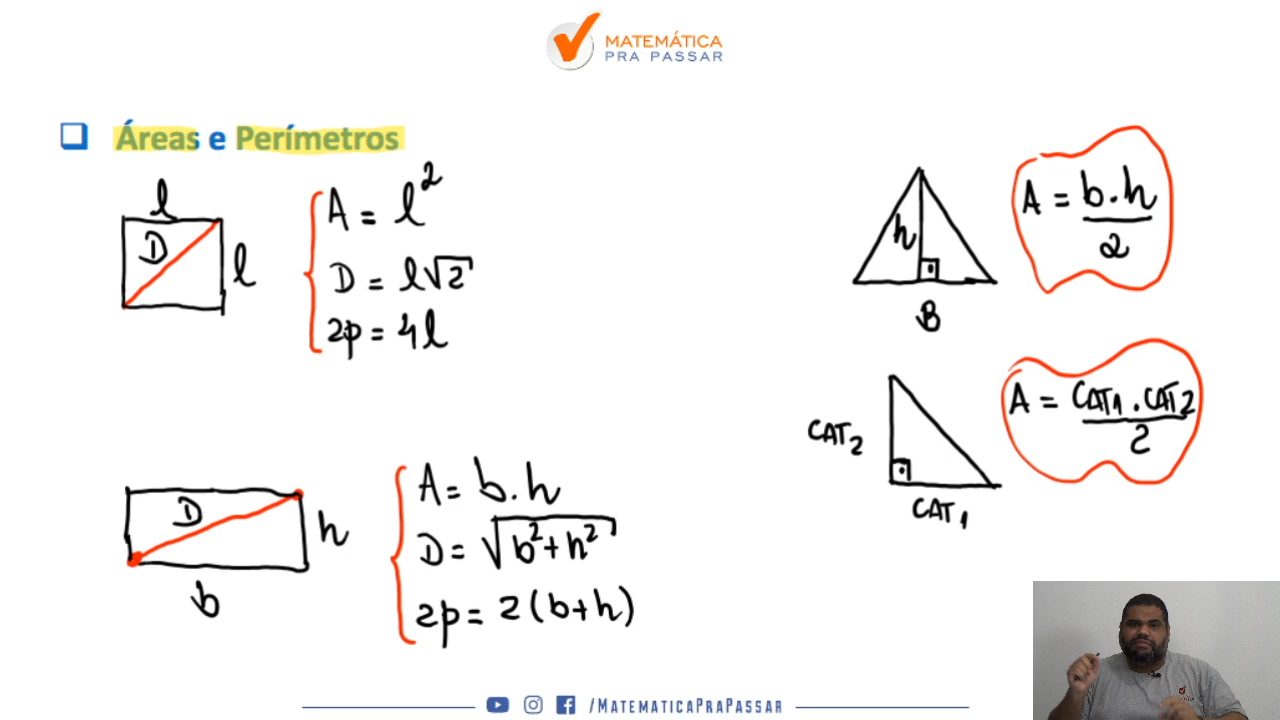 MATEMÁTICA
PRA PASSAR
❑ Áreas e Perímetros
l
D
l
A = l²
D = l√2
2p = 4l
D
h
b
A = b.h
D = √b²+h²
2p = 2(b+h)
h
B
A = b.h/2
CAT2
CAT1
A = CAT1.CAT2/2
/MATEMATICAPRAPASSAR